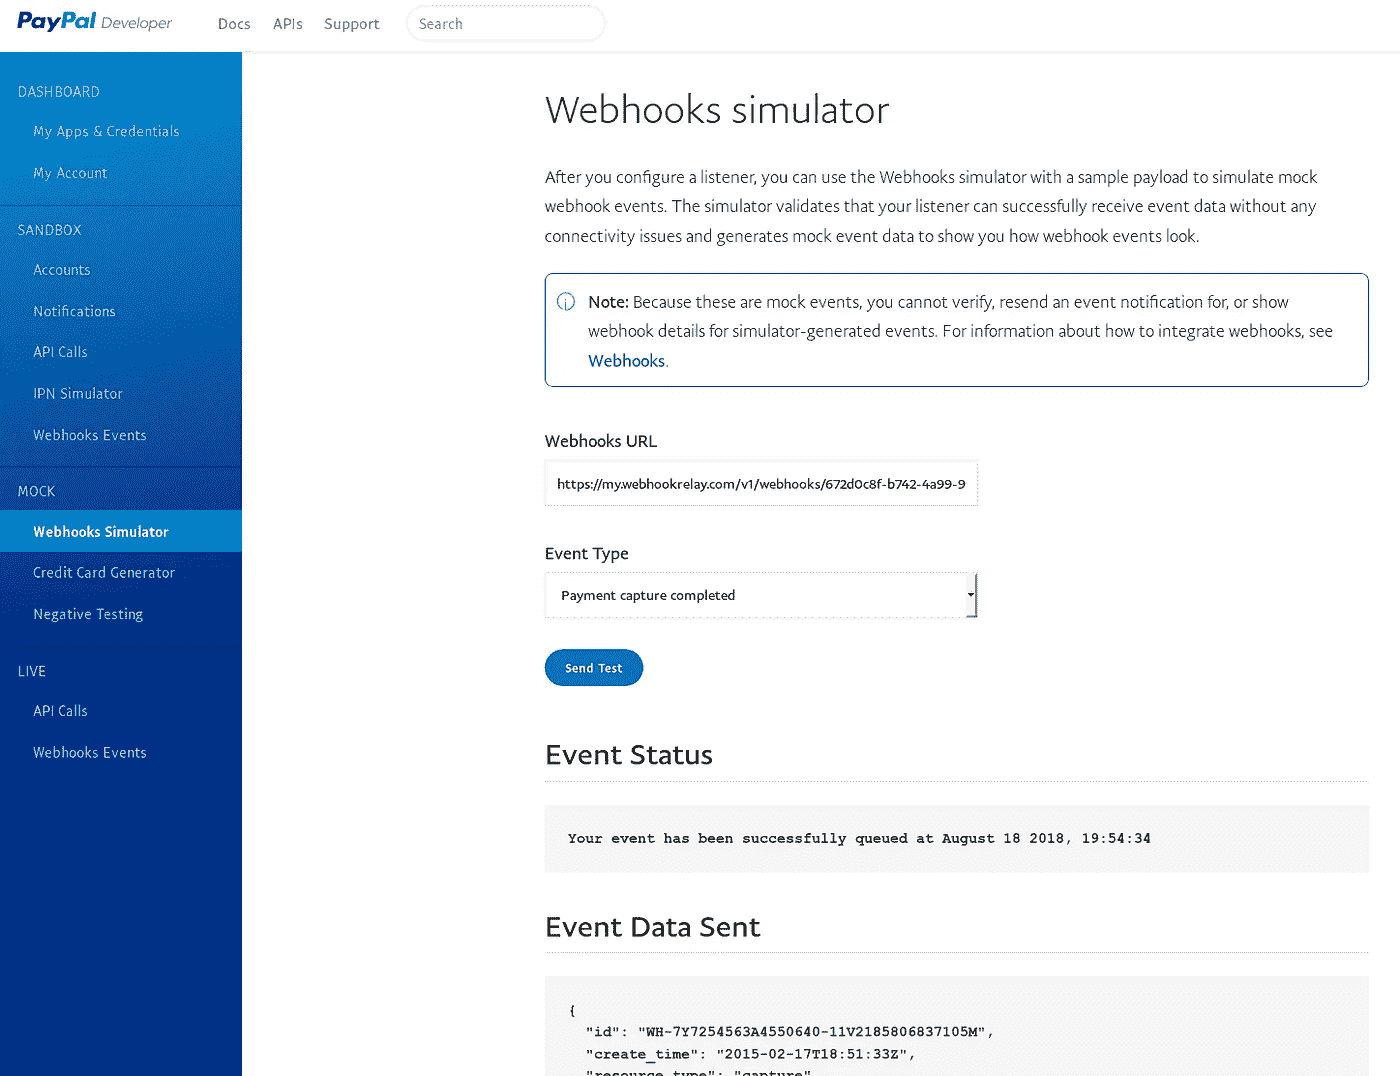 PayPal Developer
Docs
APIs
Support
Search
DASHBOARD
My Apps & Credentials
My Account
SANDBOX
Accounts
Notifications
API Calls
IPN Simulator
Webhooks Events
MOCK
Webhooks Simulator
Credit Card Generator
Negative Testing
LIVE
API Calls
Webhooks Events
Webhooks simulator
After you configure a listener, you can use the Webhooks simulator with a sample payload to simulate mock
webhook events. The simulator validates that your listener can successfully receive event data without any
connectivity issues and generates mock event data to show you how webhook events look.
Note: Because these are mock events, you cannot verify, resend an event notification for, or show
webhook details for simulator-generated events. For information about how to integrate webhooks, see
Webhooks.
Webhooks URL
https://my.webhookrelay.com/v1/webhooks/672d0c8f-b742-4a99-9
Event Type
Payment capture completed
Send Test
Event Status
Your event has been successfully queued at August 18 2018, 19:54:34
Event Data Sent
{
"id": "WH-7Y7254563A4550640-11V2185806837105M",
"create_time": "2015-02-17T18:51:33Z",
"resource_type": "capture"